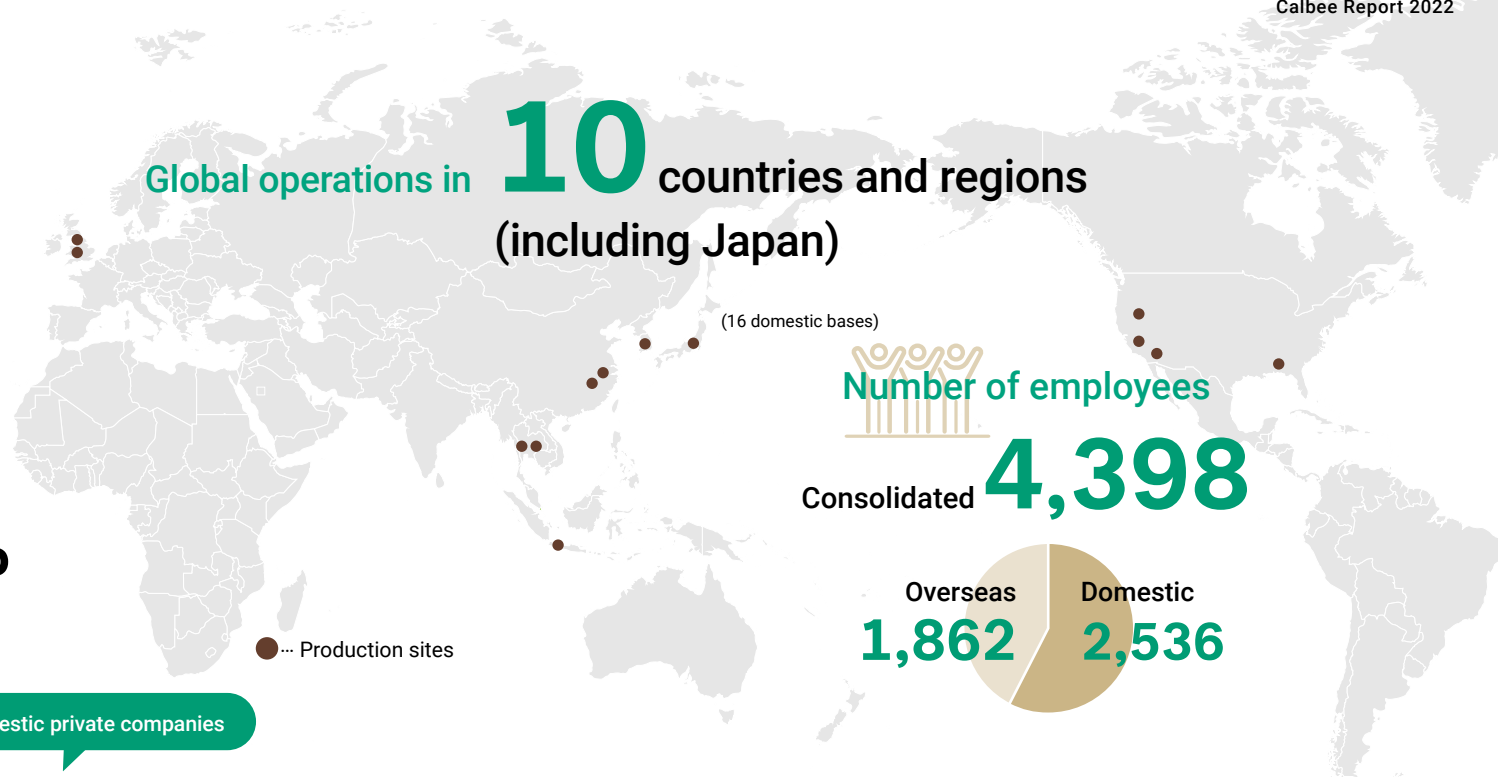 Calbee Report 2022
Global operations in 10 countries and regions
(including Japan)
(16 domestic bases)
Number of employees
Consolidated 4,398
Overseas
1,862
Domestic
2,536
··· Production sites
private companies